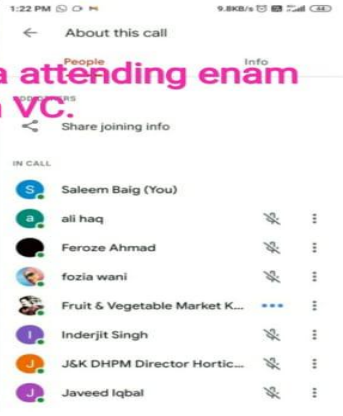 1:22 PM 9.8KB/s 44
About this call
People Info
a attending enam
VC.
Share joining info
IN CALL
S Saleem Baig (You)
a ali haq
Feroze Ahmad
fozia wani
Fruit & Vegetable Market K...
I Inderjit Singh
J J&K DHPM Director Hortic...
J Javeed Iqbal